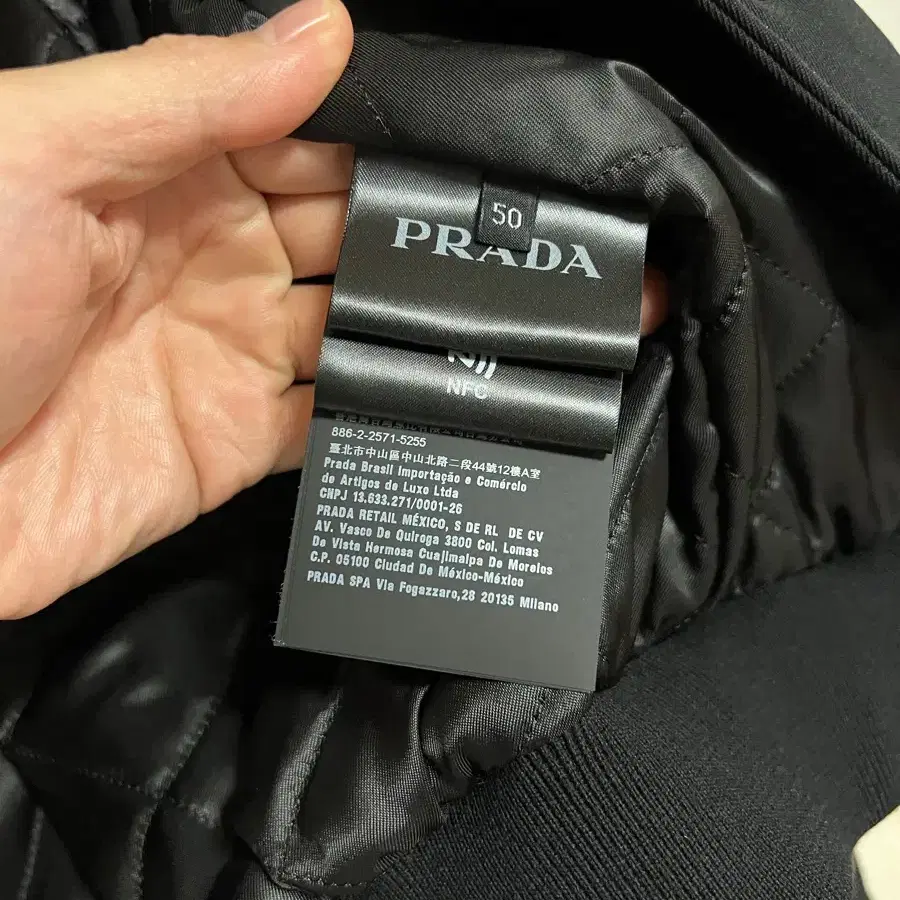 50
PRADA
NFC
886-2-2571-5255
臺北市中山區中山北路二段44號12樓A室
Prada Brasil Importação e Comércio
de Artigos de Luxo Ltda
CNPJ 13.633.271/0001-26
PRADA RETAIL MÉXICO, S DE RL DE CV
AV. Vasco De Quiroga 3800 Col. Lomas
De Vista Hermosa Cuajimalpa De Morelos
C.P. 05100 Ciudad De México-México
PRADA SPA Via Fogazzaro,28 20135 Milano